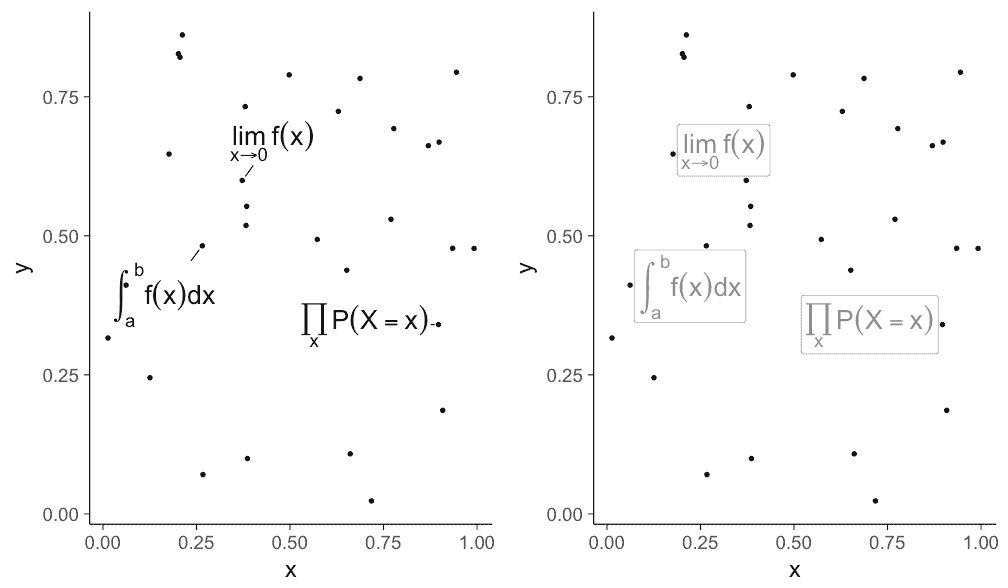 0.75
0.50
0.25
0.00
y
lim f(x)
x→0
∫ b a f(x)dx
∏ P(X = x)
x
0.00 0.25 0.50 0.75 1.00
x
0.75
0.50
0.25
0.00
y
lim f(x)
x→0
∫ b a f(x)dx
∏ P(X = x)
x
0.00 0.25 0.50 0.75 1.00
x